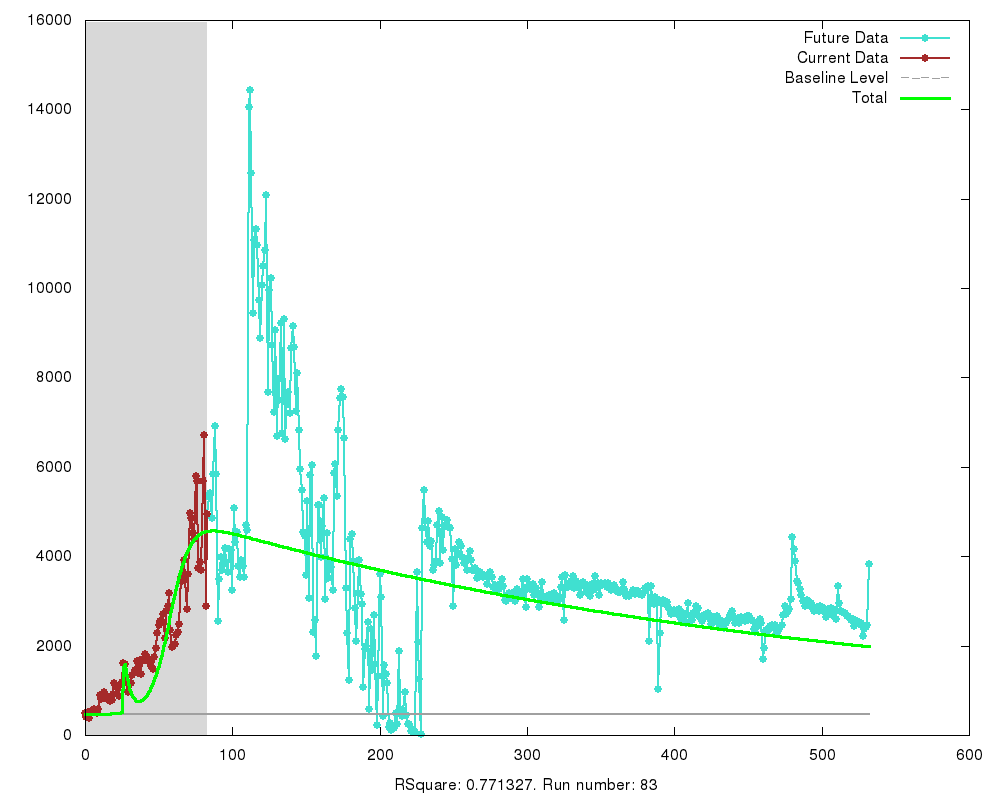 16000
14000
12000
10000
8000
6000
4000
2000
0
Future Data
Current Data
Baseline Level
Total
0 100 200 300 400 500 600
RSquare: 0.771327. Run number: 83